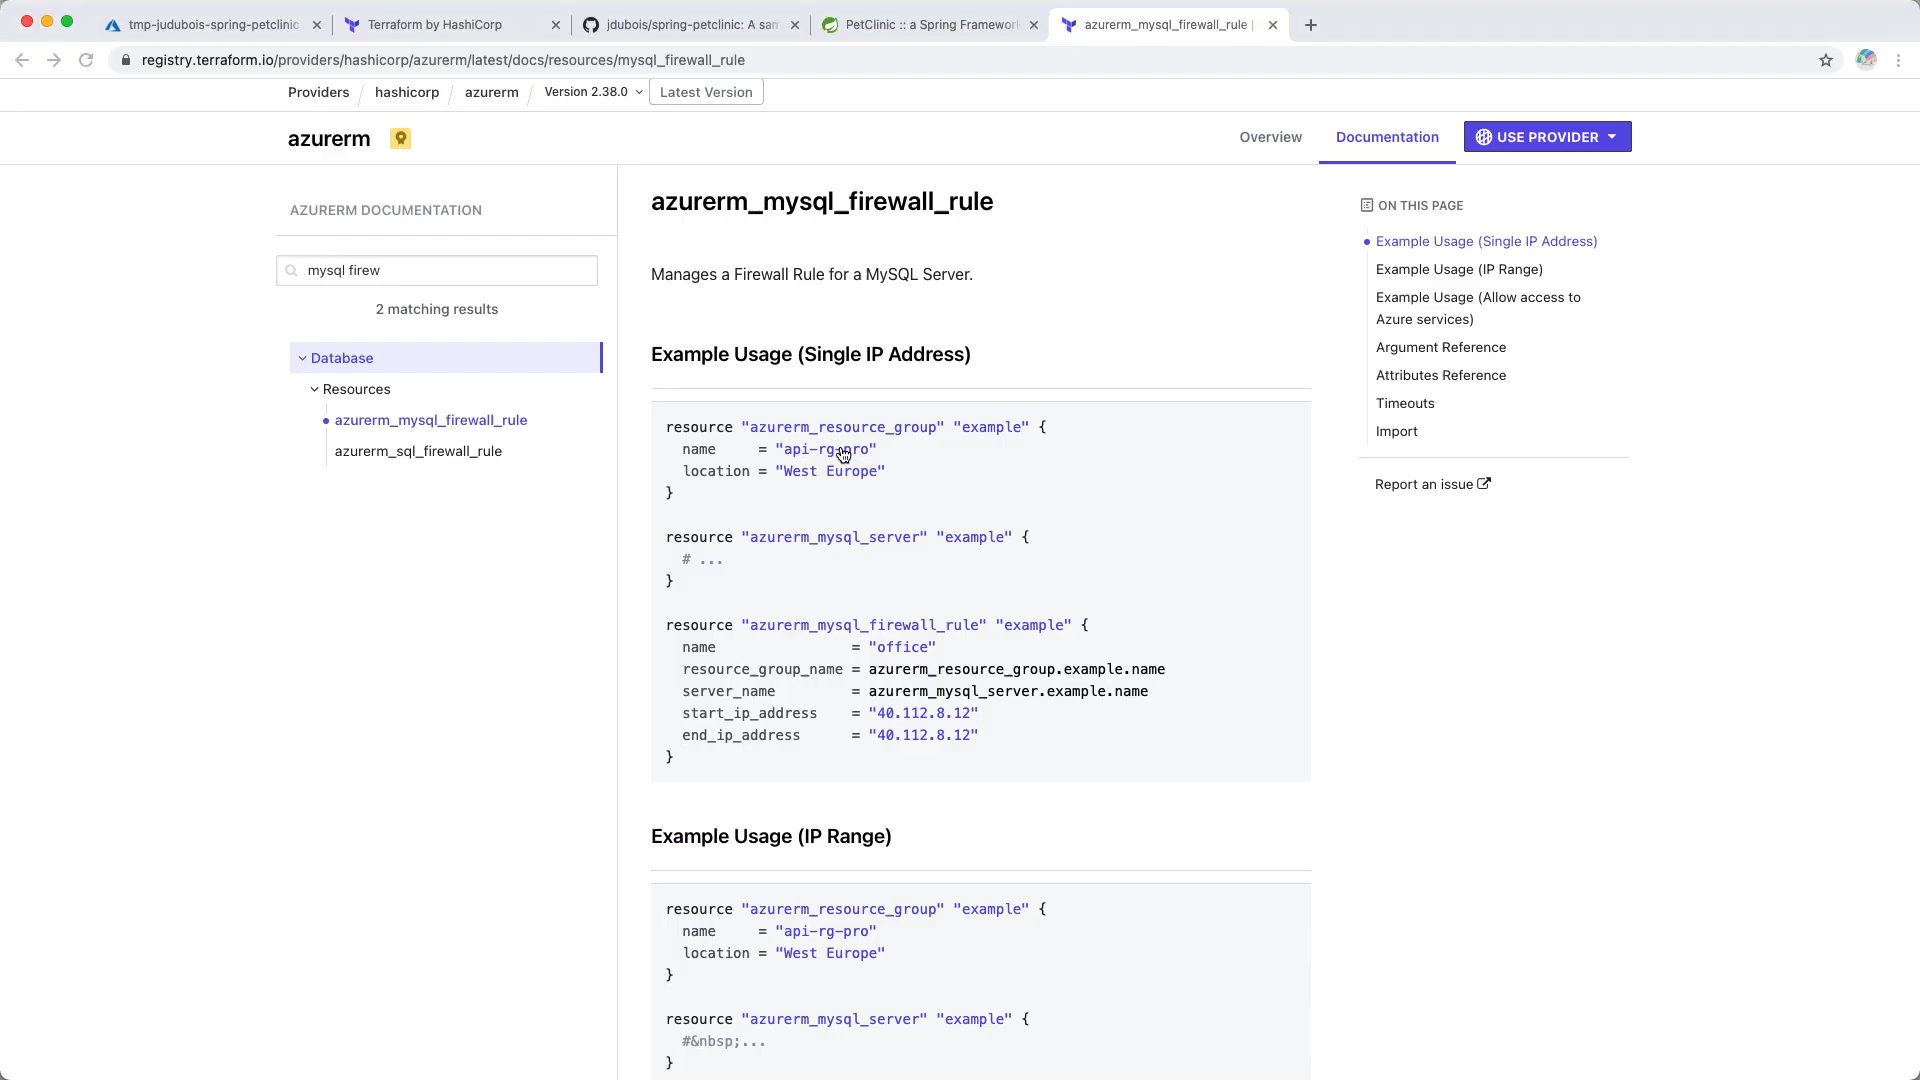 tmp-judubois-spring-petclinic
Terraform by HashiCorp
jdubois/spring-petclinic: A sam
PetClinic :: a Spring Framework
azurerm_mysql_firewall_rule |
registry.terraform.io/providers/hashicorp/azurerm/latest/docs/resources/mysql_firewall_rule
Providers / hashicorp / azurerm / Version 2.38.0 Latest Version
azurerm
Overview
Documentation
USE PROVIDER
AZURERM DOCUMENTATION
mysql firew
2 matching results
Database
Resources
azurerm_mysql_firewall_rule
azurerm_sql_firewall_rule
azurerm_mysql_firewall_rule
Manages a Firewall Rule for a MySQL Server.
Example Usage (Single IP Address)
resource "azurerm_resource_group" "example" {
name     = "api-rg-pro"
location = "West Europe"
}
resource "azurerm_mysql_server" "example" {
# ...
}
resource "azurerm_mysql_firewall_rule" "example" {
name                = "office"
resource_group_name = azurerm_resource_group.example.name
server_name         = azurerm_mysql_server.example.name
start_ip_address    = "40.112.8.12"
end_ip_address      = "40.112.8.12"
}
Example Usage (IP Range)
resource "azurerm_resource_group" "example" {
name     = "api-rg-pro"
location = "West Europe"
}
resource "azurerm_mysql_server" "example" {
#&nbsp;...
}
ON THIS PAGE
Example Usage (Single IP Address)
Example Usage (IP Range)
Example Usage (Allow access to
Azure services)
Argument Reference
Attributes Reference
Timeouts
Import
Report an issue